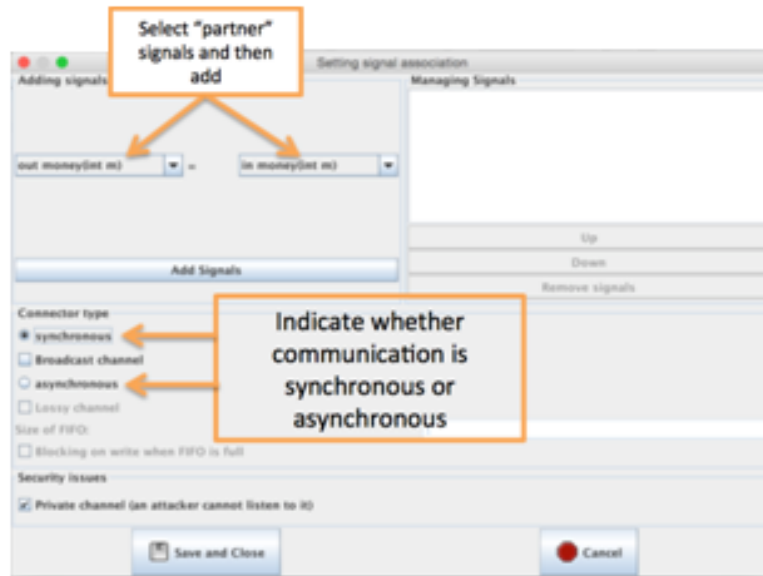 Select “partner”
signals and then
add
Setting signal association
Adding signals
Managing Signals
out money(int m)
=
in money(int m)
Add Signals
Up
Down
Remove signals
Connector type
synchronous
Broadcast channel
asynchronous
Lossy channel
Size of FIFO:
Blocking on write when FIFO is full
Indicate whether
communication is
synchronous or
asynchronous
Security issues
Private channel (an attacker cannot listen to it)
Save and Close
Cancel